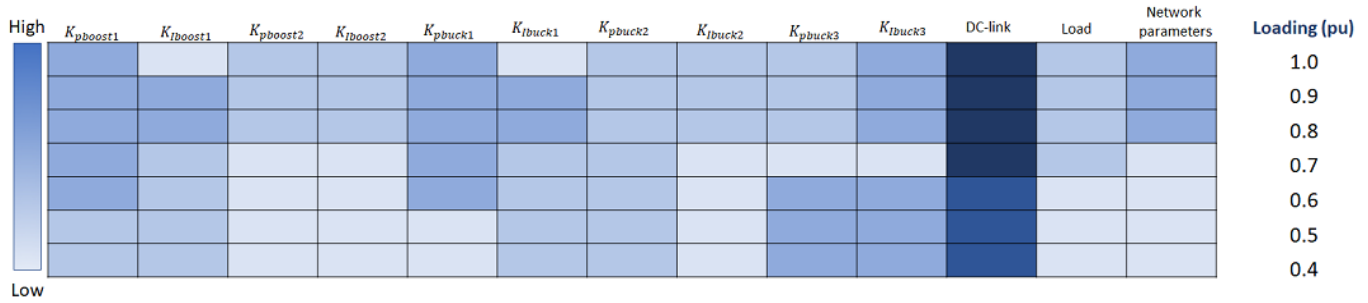 High
K_pboost1 K_Iboost1 K_pboost2 K_Iboost2 K_pbuck1 K_Ibuck1 K_pbuck2 K_Ibuck2 K_pbuck3 K_Ibuck3 DC-link Load Network parameters Loading (pu)
1.0
0.9
0.8
0.7
0.6
0.5
0.4
Low